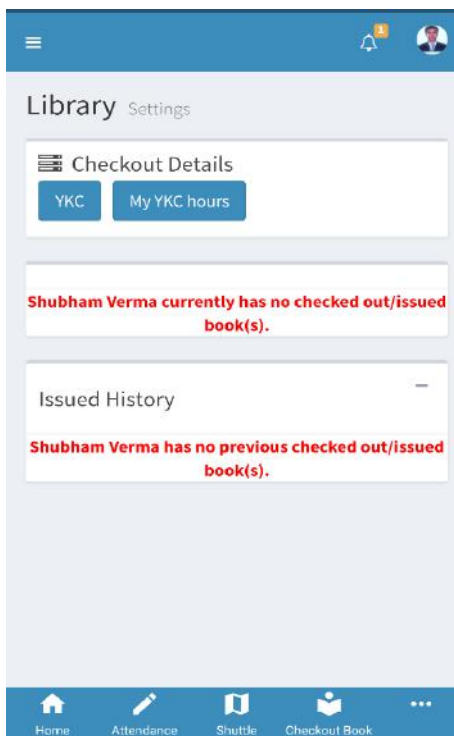 1
Library Settings
Checkout Details
YKC My YKC hours
Shubham Verma currently has no checked out/issued
book(s).
Issued History
Shubham Verma has no previous checked out/issued
book(s).
Home Attendance Shuttle Checkout Book